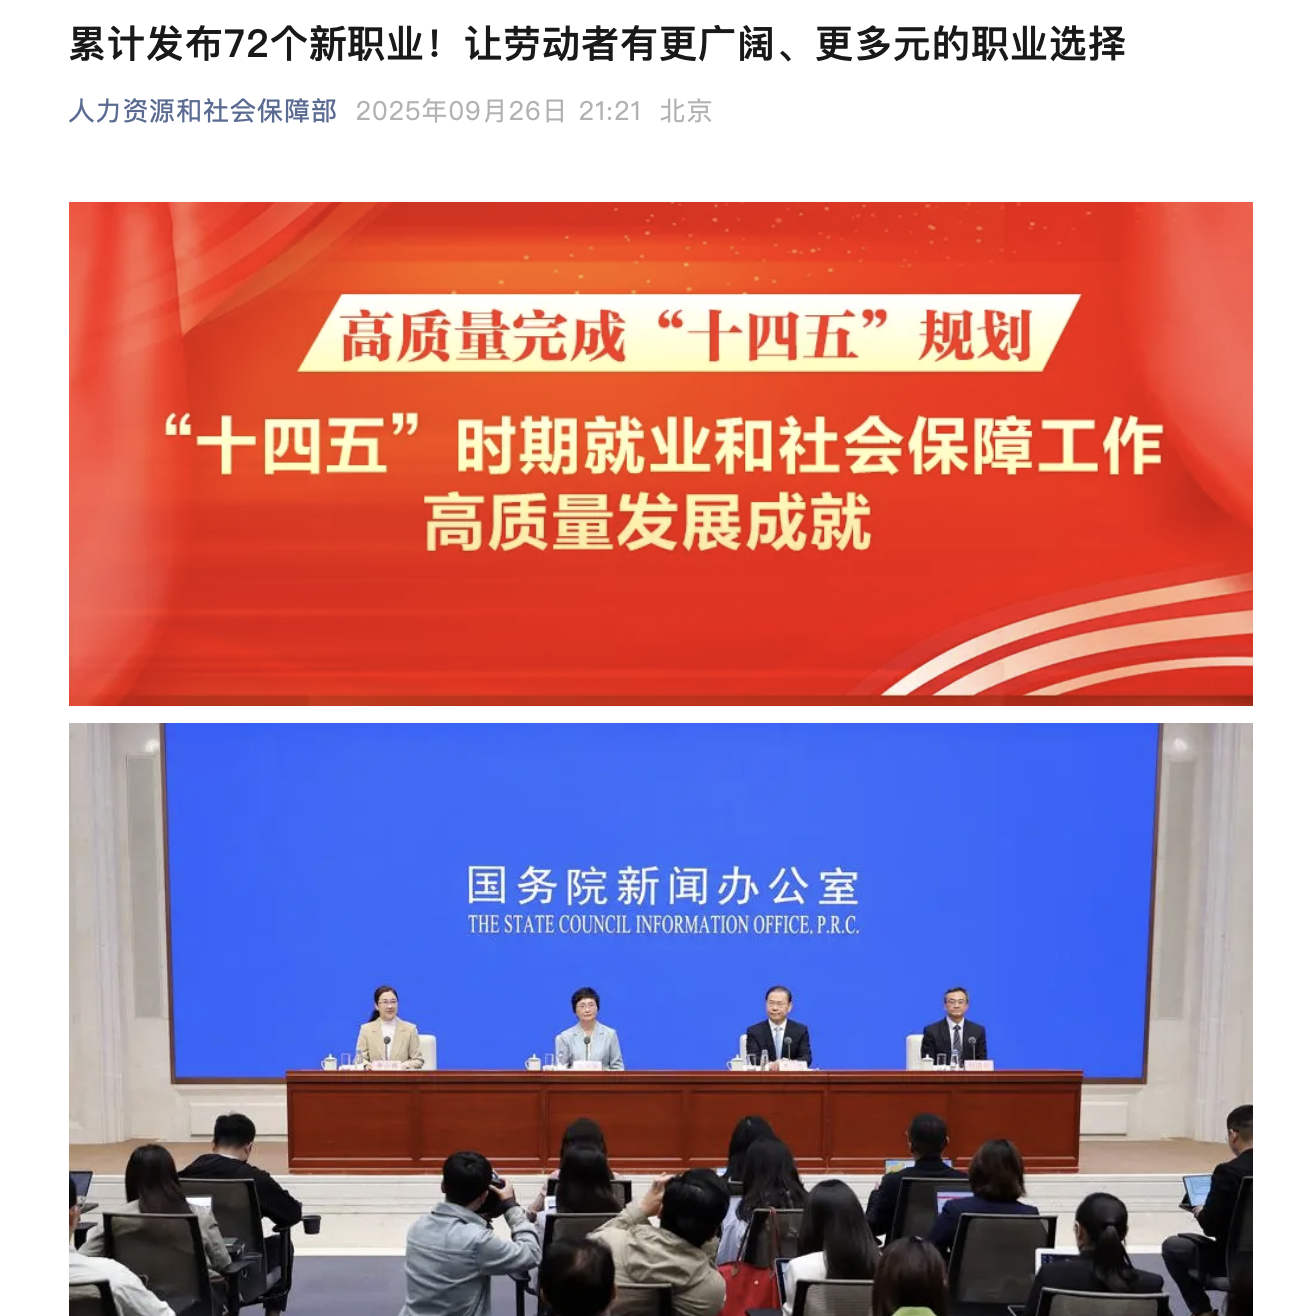 累计发布72个新职业！让劳动者有更广阔、更多元的职业选择
人力资源和社会保障部 2025年09月26日 21:21 北京
高质量完成“十四五”规划
“十四五”时期就业和社会保障工作
高质量发展成就
国务院新闻办公室
THE STATE COUNCIL INFORMATION OFFICE, P.R.C.